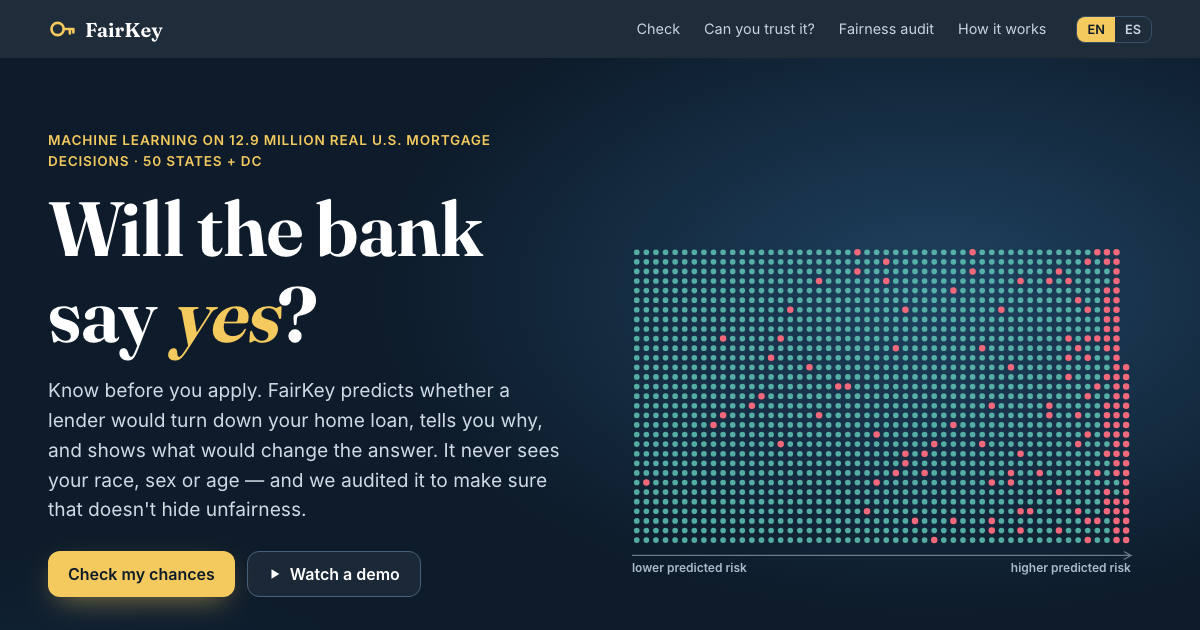 FairKey
Check
Can you trust it?
Fairness audit
How it works
EN
ES
MACHINE LEARNING ON 12.9 MILLION REAL U.S. MORTGAGE
DECISIONS · 50 STATES + DC
Will the bank
say yes?
Know before you apply. FairKey predicts whether a
lender would turn down your home loan, tells you why,
and shows what would change the answer. It never sees
your race, sex or age — and we audited it to make sure
that doesn't hide unfairness.
Check my chances
Watch a demo
lower predicted risk
higher predicted risk